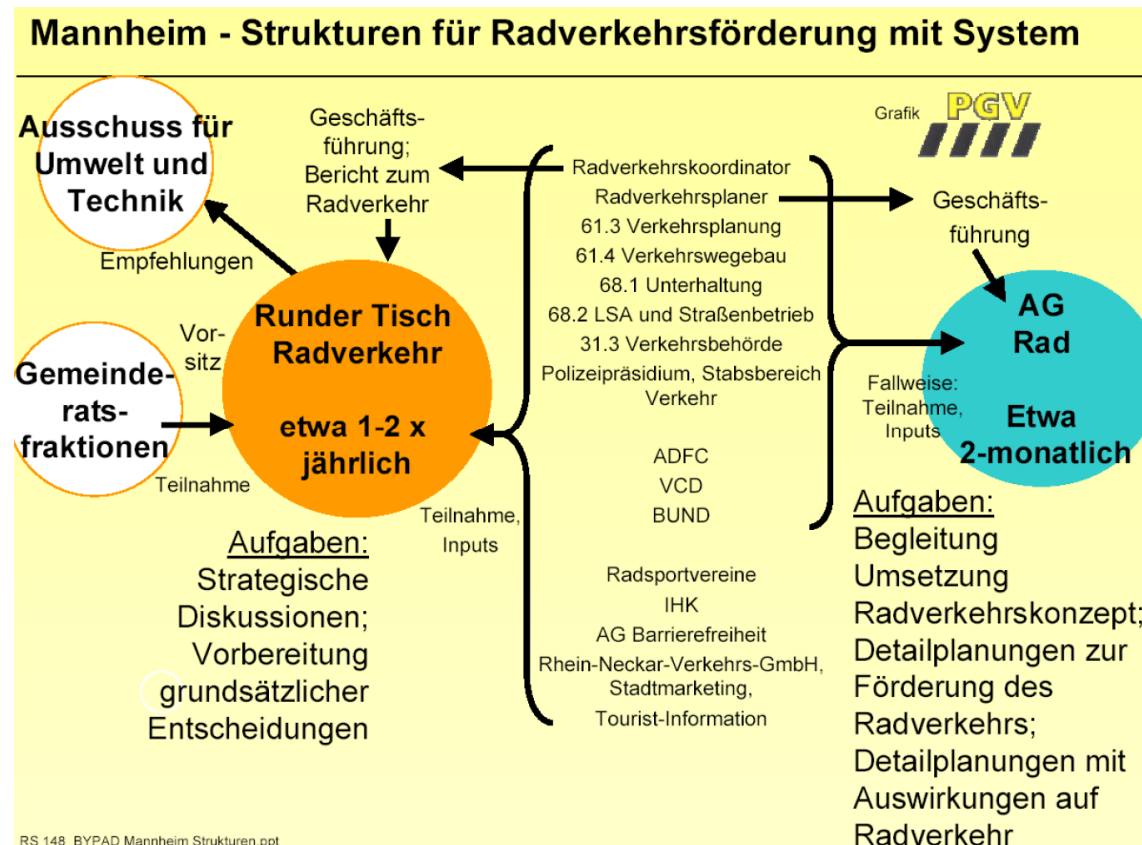 Mannheim - Strukturen für Radverkehrsförderung mit System
Ausschuss für
Umwelt und
Technik
Geschäfts-
führung;
Bericht zum
Radverkehr
Empfehlungen
Grafik PGV
Radverkehrskoordinator
Radverkehrsplaner
61.3 Verkehrsplanung
61.4 Verkehrswegebau
68.1 Unterhaltung
68.2 LSA und Straßenbetrieb
31.3 Verkehrsbehörde
Polizeipräsidium, Stabsbereich
Verkehr
ADFC
VCD
BUND
Radsportvereine
IHK
AG Barrierefreiheit
Rhein-Neckar-Verkehrs-GmbH,
Stadtmarketing,
Tourist-Information
Geschäfts-
führung
Runder Tisch
Radverkehr
etwa 1-2 x
jährlich
Vor-
sitz
Gemeinde-
rats-
fraktionen
Teilnahme
Teilnahme,
Inputs
Aufgaben:
Strategische
Diskussionen;
Vorbereitung
grundsätzlicher
Entscheidungen
AG
Rad
Etwa
2-monatlich
Fallweise:
Teilnahme,
Inputs
Aufgaben:
Begleitung
Umsetzung
Radverkehrskonzept;
Detailplanungen zur
Förderung des
Radverkehrs;
Detailplanungen mit
Auswirkungen auf
Radverkehr
RS 148 BYPAD Mannheim Strukturen.ppt